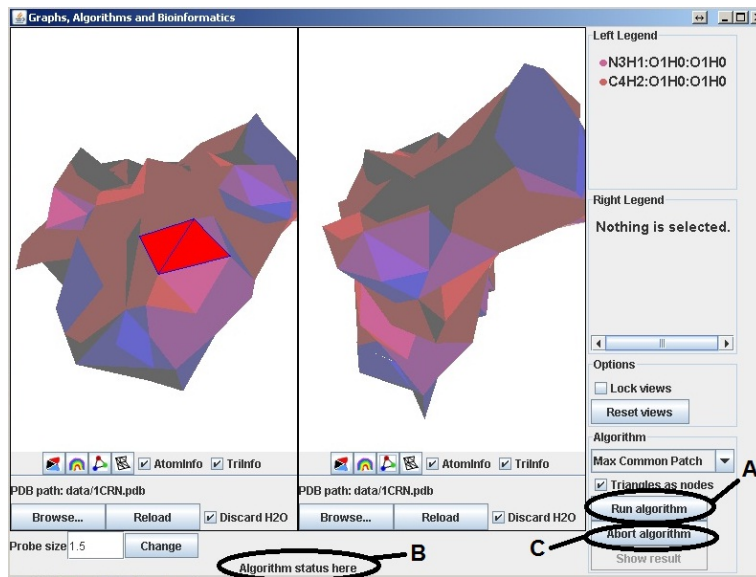 Graphs, Algorithms and Bioinformatics
Left Legend
N3H1:O1H0:O1H0
C4H2:O1H0:O1H0
Right Legend
Nothing is selected.
Options
Lock views
Reset views
Algorithm
Max Common Patch
Triangles as nodes
Run algorithm
Abort algorithm
Show result
A
B
C
AtomInfo TriInfo
AtomInfo TriInfo
PDB path: data/1CRN.pdb
PDB path: data/1CRN.pdb
Browse... Reload Discard H2O
Browse... Reload Discard H2O
Probe size 1.5 Change
Algorithm status here